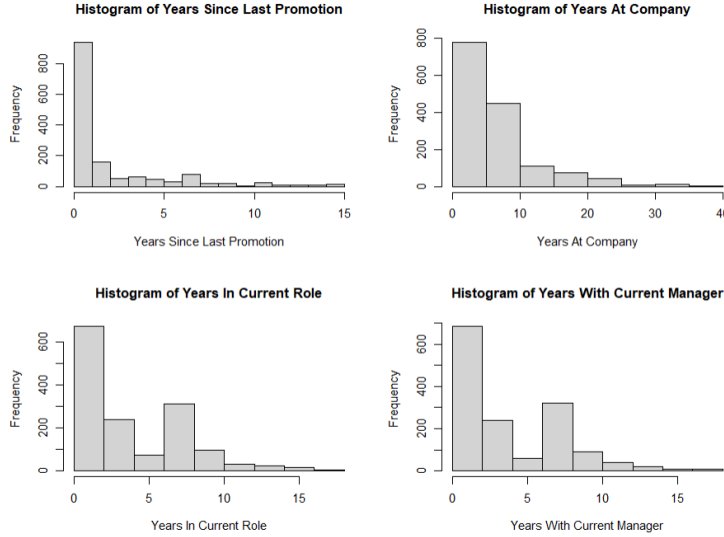 Histogram of Years Since Last Promotion
Frequency
0 200 400 600 800
0 5 10 15
Years Since Last Promotion
Histogram of Years At Company
Frequency
0 200 400 600 800
0 10 20 30 40
Years At Company
Histogram of Years In Current Role
Frequency
0 200 400 600
0 5 10 15
Years In Current Role
Histogram of Years With Current Manager
Frequency
0 200 400 600
0 5 10 15
Years With Current Manager